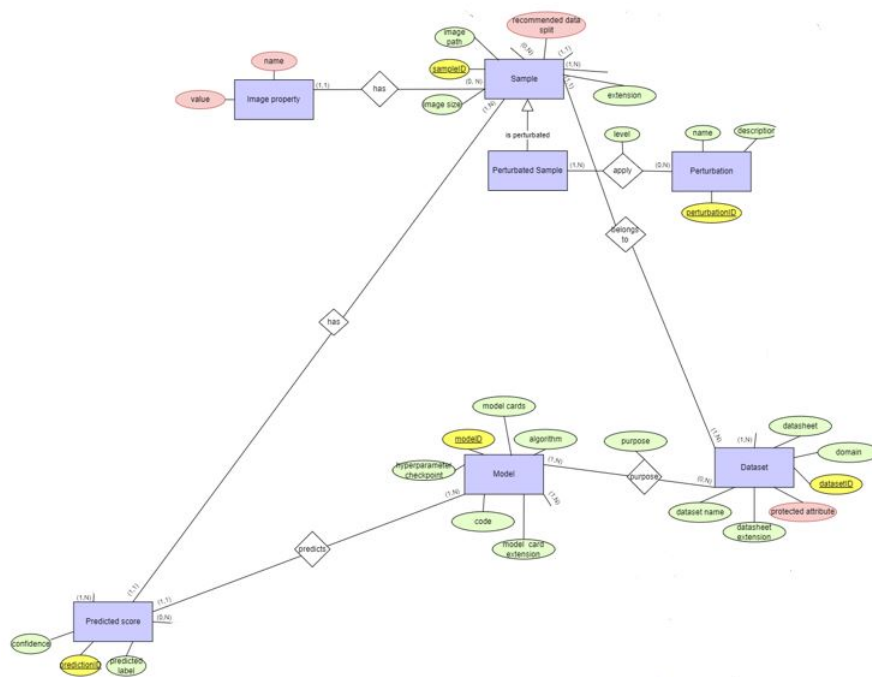 recommended data
split
image
path
(0,N)
(1,1)
name
sampleID
(1,N)
(1,1)
(0, N)
Sample
(1,1)
has
value
Image property
image size
extension
(1,N)
is perturbated
level
name
description
Perturbated Sample
(1,N)
apply
(0,N)
Perturbation
perturbationID
belongs
to
has
model cards
datasheet
modelD
algorithm
purpose
(1,N)
(1,N)
domain
hyperparameter
checkpoint
Model
(1,N)
purpose
Dataset
(1,N)
(0,N)
datasetID
(1,N)
code
dataset name
protected attribute
datasheet
extension
model card
extension
predicts
(1,N)
(1,1)
(1,1)
Predicted score
(0,N)
confidence
predictionID
predicted
label